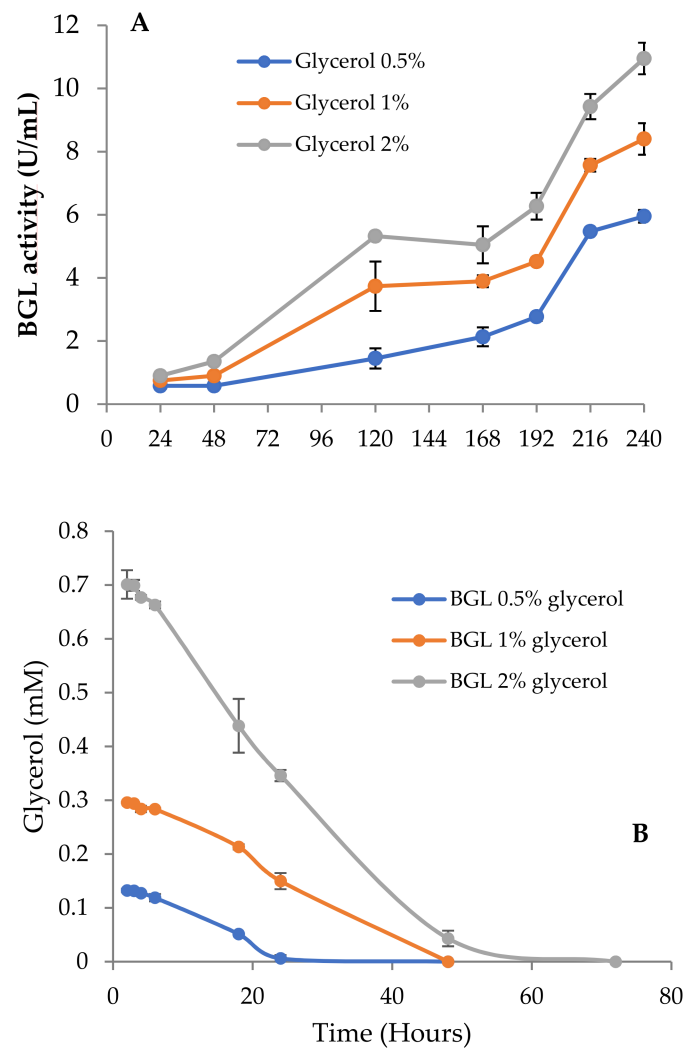 A
12
10
8
6
4
2
0
BGL activity (U/mL)
Glycerol 0.5%
Glycerol 1%
Glycerol 2%
0 24 48 72 96 120 144 168 192 216 240
0.8
0.7
0.6
0.5
0.4
0.3
0.2
0.1
0
Glycerol (mM)
BGL 0.5% glycerol
BGL 1% glycerol
BGL 2% glycerol
B
0 20 40 60 80
Time (Hours)